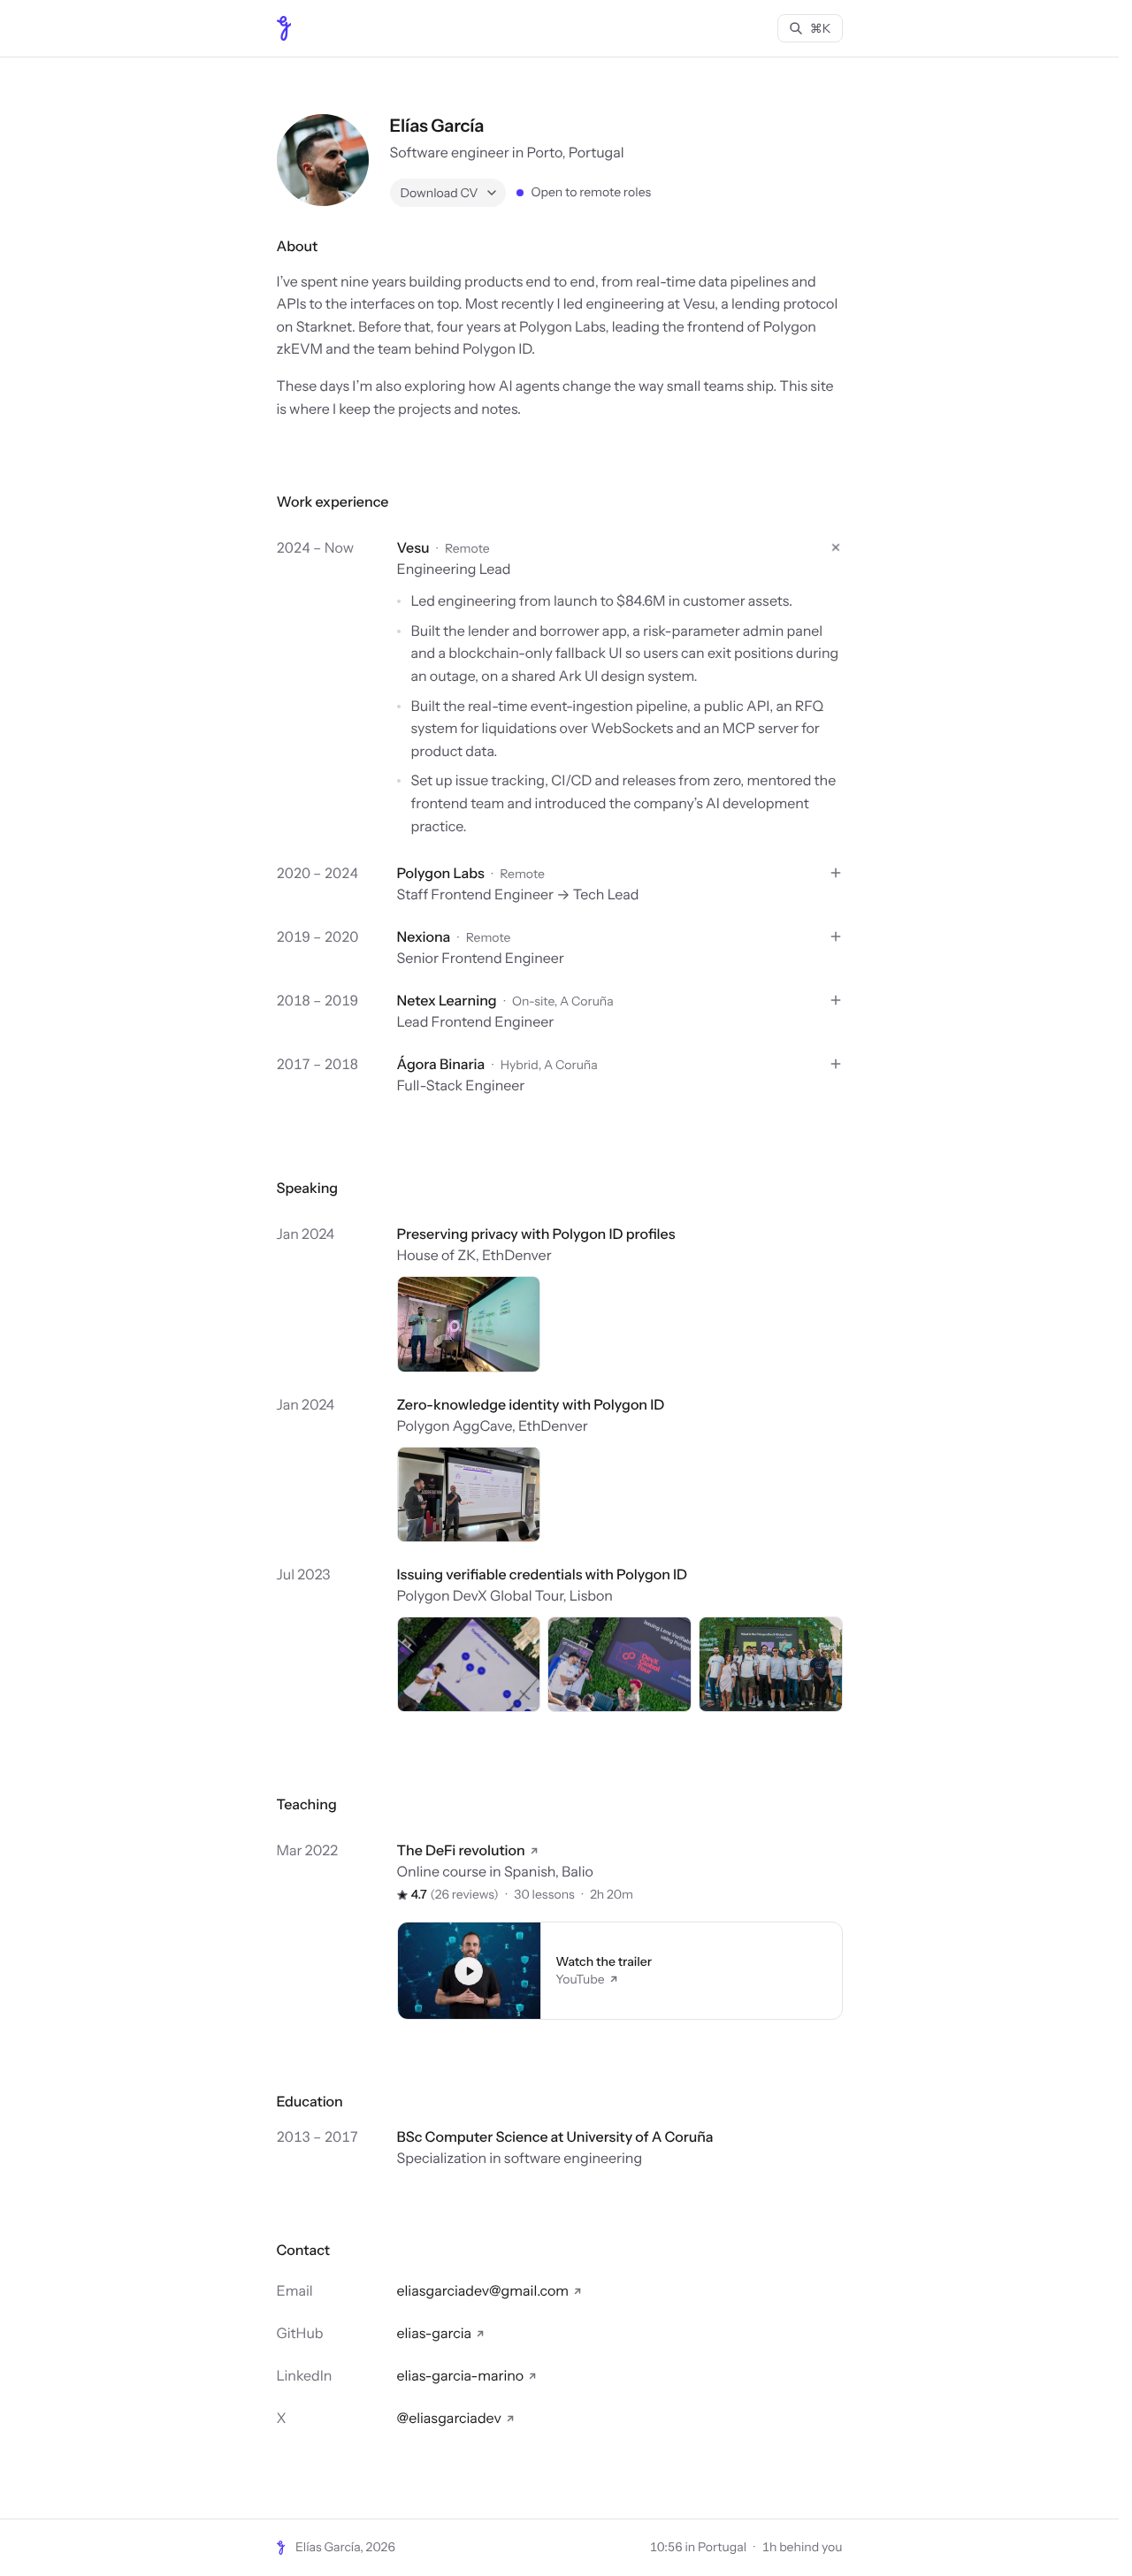 ⌘K
Elías García
Software engineer in Porto, Portugal
Download CV
Open to remote roles
About
I’ve spent nine years building products end to end, from real-time data pipelines and
APIs to the interfaces on top. Most recently I led engineering at Vesu, a lending protocol
on Starknet. Before that, four years at Polygon Labs, leading the frontend of Polygon
zkEVM and the team behind Polygon ID.
These days I’m also exploring how AI agents change the way small teams ship. This site
is where I keep the projects and notes.
Work experience
2024 – Now
Vesu · Remote
Engineering Lead
Led engineering from launch to $84.6M in customer assets.
Built the lender and borrower app, a risk-parameter admin panel
and a blockchain-only fallback UI so users can exit positions during
an outage, on a shared Ark UI design system.
Built the real-time event-ingestion pipeline, a public API, an RFQ
system for liquidations over WebSockets and an MCP server for
product data.
Set up issue tracking, CI/CD and releases from zero, mentored the
frontend team and introduced the company’s AI development
practice.
2020 – 2024
Polygon Labs · Remote
Staff Frontend Engineer → Tech Lead
2019 – 2020
Nexiona · Remote
Senior Frontend Engineer
2018 – 2019
Netex Learning · On-site, A Coruña
Lead Frontend Engineer
2017 – 2018
Ágora Binaria · Hybrid, A Coruña
Full-Stack Engineer
Speaking
Jan 2024
Preserving privacy with Polygon ID profiles
House of ZK, EthDenver
Jan 2024
Zero-knowledge identity with Polygon ID
Polygon AggCave, EthDenver
Jul 2023
Issuing verifiable credentials with Polygon ID
Polygon DevX Global Tour, Lisbon
DevX
Global
Tour
Teaching
Mar 2022
The DeFi revolution ↗
Online course in Spanish, Balio
★ 4.7 (26 reviews) · 30 lessons · 2h 20m
Watch the trailer
YouTube ↗
Education
2013 – 2017
BSc Computer Science at University of A Coruña
Specialization in software engineering
Contact
Email
eliasgarciadev@gmail.com ↗
GitHub
elias-garcia ↗
LinkedIn
elias-garcia-marino ↗
X
@eliasgarciadev ↗
Elías García, 2026
10:56 in Portugal · 1h behind you